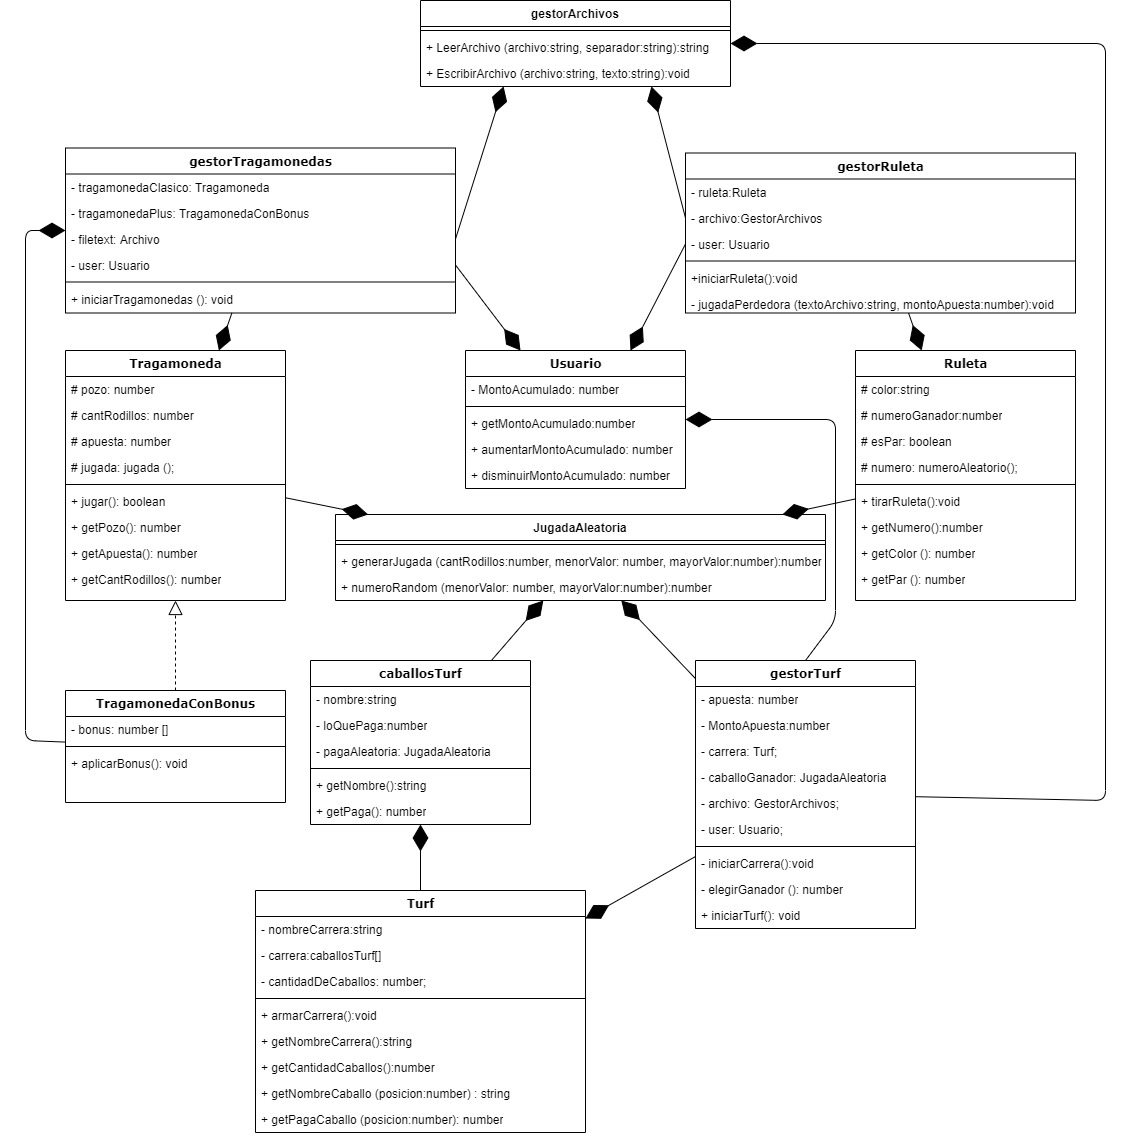 gestorArchivos
+ LeerArchivo (archivo:string, separador:string):string
+ EscribirArchivo (archivo:string, texto:string):void
gestorTragamonedas
- tragamonedaClasico: Tragamoneda
- tragamonedaPlus: TragamonedaConBonus
- filetext: Archivo
- user: Usuario
+ iniciarTragamonedas (): void
gestorRuleta
- ruleta:Ruleta
- archivo:GestorArchivos
- user: Usuario
+iniciarRuleta():void
- jugadaPerdedora (textoArchivo:string, montoApuesta:number):void
Tragamoneda
# pozo: number
# cantRodillos: number
# apuesta: number
# jugada: jugada ();
+ jugar(): boolean
+ getPozo(): number
+ getApuesta(): number
+ getCantRodillos(): number
Usuario
- MontoAcumulado: number
+ getMontoAcumulado:number
+ aumentarMontoAcumulado: number
+ disminuirMontoAcumulado: number
Ruleta
# color:string
# numeroGanador:number
# esPar: boolean
# numero: numeroAleatorio();
+ tirarRuleta():void
+ getNumero():number
+ getColor (): number
+ getPar (): number
JugadaAleatoria
+ generarJugada (cantRodillos:number, menorValor: number, mayorValor:number):number
+ numeroRandom (menorValor: number, mayorValor:number):number
TragamonedaConBonus
- bonus: number []
+ aplicarBonus(): void
caballosTurf
- nombre:string
- loQuePaga:number
- pagaAleatoria: JugadaAleatoria
+ getNombre():string
+ getPaga(): number
gestorTurf
- apuesta: number
- MontoApuesta:number
- carrera: Turf;
- caballoGanador: JugadaAleatoria
- archivo: GestorArchivos;
- user: Usuario;
- iniciarCarrera():void
- elegirGanador (): number
+ iniciarTurf(): void
Turf
- nombreCarrera:string
- carrera:caballosTurf[]
- cantidadDeCaballos: number;
+ armarCarrera():void
+ getNombreCarrera():string
+ getCantidadCaballos():number
+ getNombreCaballo (posicion:number) : string
+ getPagaCaballo (posicion:number): number